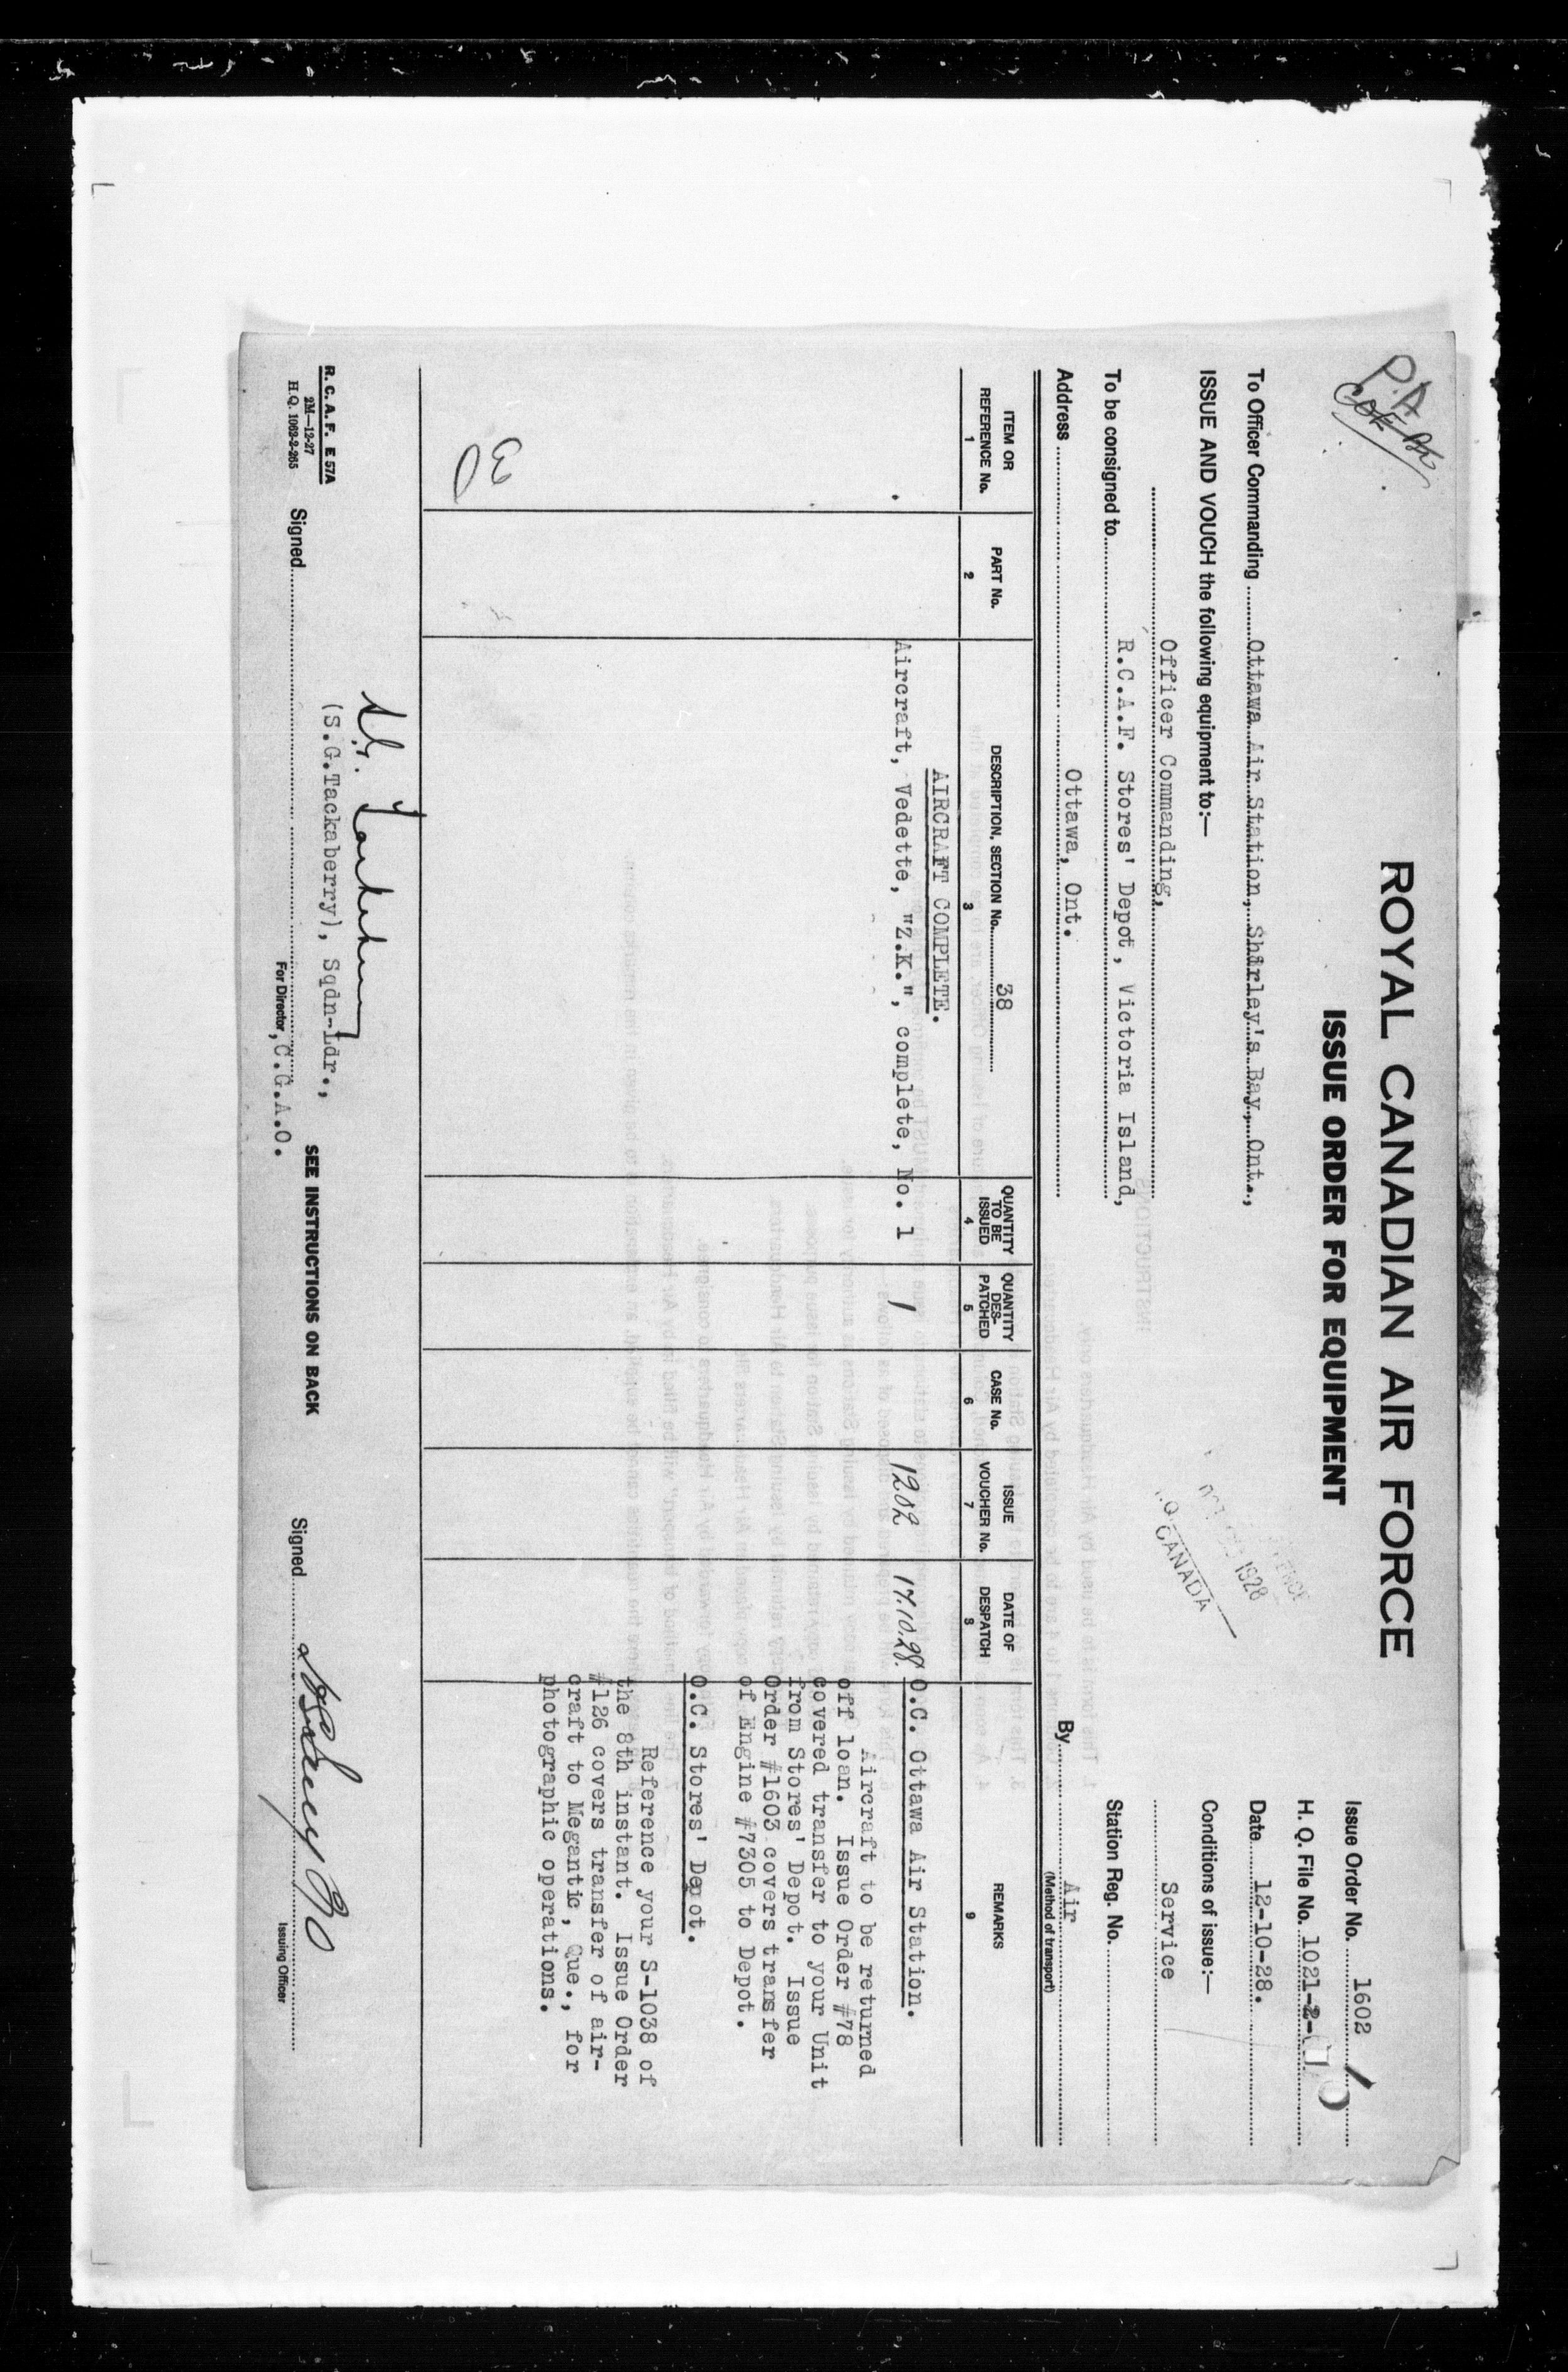 P.A
ROYAL CANADIAN AIR FORCE
ISSUE ORDER FOR EQUIPMENT
Issue Order No. 1602
H. Q. File No. 1021-2-
To Officer Commanding Ottawa Air Station, Shirley's Bay, Ont.,
Date 12-10-28.
ISSUE AND VOUCH the following equipment to:—
Conditions of issue:—
Officer Commanding,
Service
To be consigned to R.C.A.F. Stores' Depot, Victoria Island,
Station Reg. No.
Address Ottawa, Ont.
By Air
(Method of transport)
1928
CANADA
ITEM OR REFERENCE No. 1
PART No. 2
DESCRIPTION, SECTION No. 38 3
QUANTITY TO BE ISSUED 4
QUANTITY DES- PATCHED 5
CASE No. 6
ISSUE VOUCHER No. 7
DATE OF DESPATCH 8
REMARKS 9
AIRCRAFT COMPLETE.
Aircraft, Vedette, "Z.K.", complete, No. 1 1 1202 17.10.28. O.C. Ottawa Air Station.
Aircraft to be returned
off loan. Issue Order #78
covered transfer to your Unit
from Stores' Depot. Issue
Order #1603 covers transfer
of Engine #7305 to Depot.
O.C. Stores' Depot.
Reference your S-1038 of
the 8th instant. Issue Order
#126 covers transfer of air-
craft to Megantic, Que., for
photographic operations.
30
R. C. A. F. E 57A
2M—12-27
H.Q. 1062-2-265
(S.G.Tackaberry), Sqdn-Ldr.,
Signed
For Director, C.G.A.O.
SEE INSTRUCTIONS ON BACK
Signed
Issuing Officer